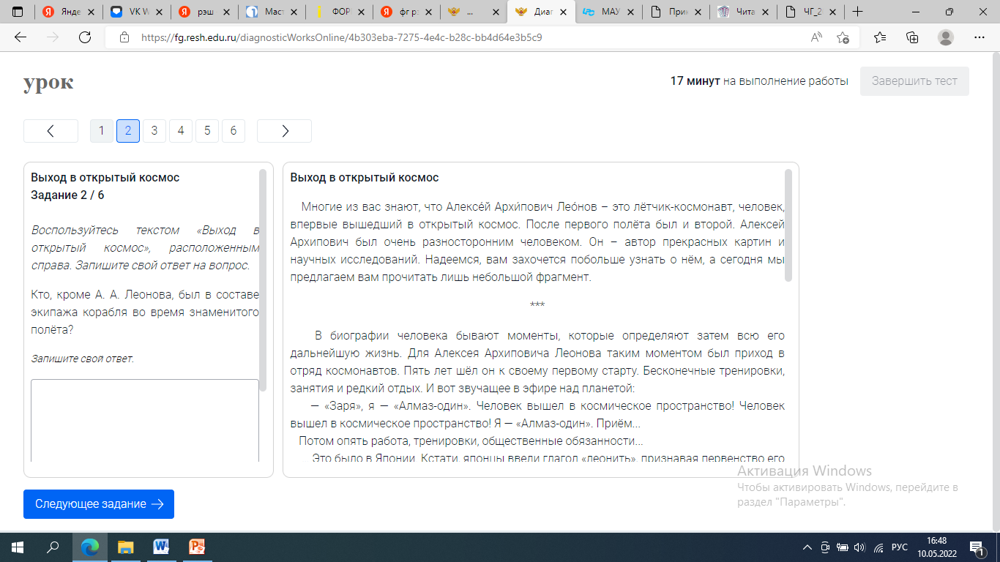 Янде
VK W
рэш
Маст
ФОР
фг рэ
...
Диаг
МАУ
При
Чита
ЧГ_2
https://fg.resh.edu.ru/diagnosticWorksOnline/4b303eba-7275-4e4c-b28c-bb4d64e3b5c9
урок
17 минут на выполнение работы
Завершить тест
1 2 3 4 5 6
Выход в открытый космос
Задание 2 / 6
Воспользуйтесь текстом «Выход в
открытый космос», расположенным
справа. Запишите свой ответ на вопрос.
Кто, кроме А. А. Леонова, был в составе
экипажа корабля во время знаменитого
полёта?
Запишите свой ответ.
Следующее задание
Выход в открытый космос
Многие из вас знают, что Алексе́й Архи́пович Лео́нов – это лётчик-космонавт, человек,
впервые вышедший в открытый космос. После первого полёта был и второй. Алексей
Архипович был очень разносторонним человеком. Он – автор прекрасных картин и
научных исследований. Надеемся, вам захочется побольше узнать о нём, а сегодня мы
предлагаем вам прочитать лишь небольшой фрагмент.
***
В биографии человека бывают моменты, которые определяют затем всю его
дальнейшую жизнь. Для Алексея Архиповича Леонова таким моментом был приход в
отряд космонавтов. Пять лет шёл он к своему первому старту. Бесконечные тренировки,
занятия и редкий отдых. И вот звучащее в эфире над планетой:
— «Заря», я — «Алмаз-один». Человек вышел в космическое пространство! Человек
вышел в космическое пространство! Я — «Алмаз-один». Приём...
Потом опять работа, тренировки, общественные обязанности...
Это было в Японии. Кстати, японцы ввели глагол «леонить», признавая первенство его
Активация Windows
Чтобы активировать Windows, перейдите в
раздел "Параметры".
РУС
16:48
10.05.2022
1